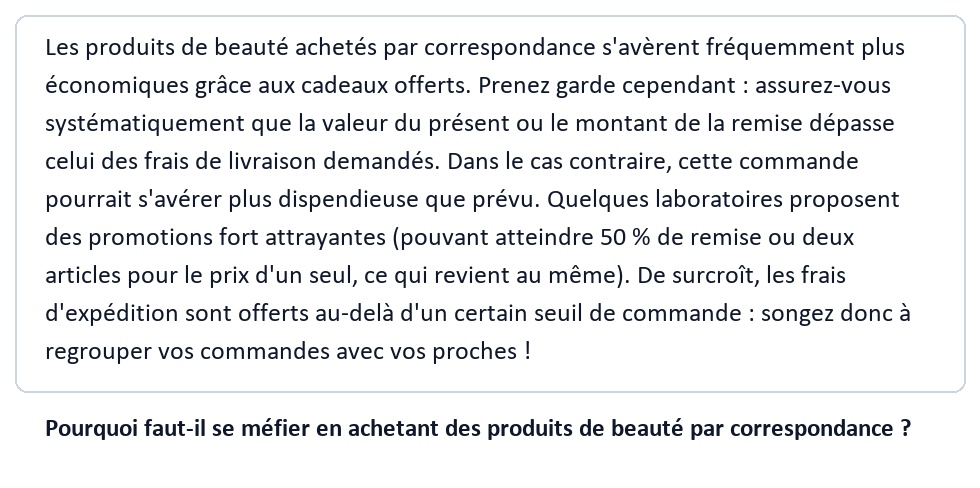 Les produits de beauté achetés par correspondance s'avèrent fréquemment plus
économiques grâce aux cadeaux offerts. Prenez garde cependant : assurez-vous
systématiquement que la valeur du présent ou le montant de la remise dépasse
celui des frais de livraison demandés. Dans le cas contraire, cette commande
pourrait s'avérer plus dispendieuse que prévu. Quelques laboratoires proposent
des promotions fort attrayantes (pouvant atteindre 50 % de remise ou deux
articles pour le prix d'un seul, ce qui revient au même). De surcroît, les frais
d'expédition sont offerts au-delà d'un certain seuil de commande : songez donc à
regrouper vos commandes avec vos proches !
Pourquoi faut-il se méfier en achetant des produits de beauté par correspondance ?